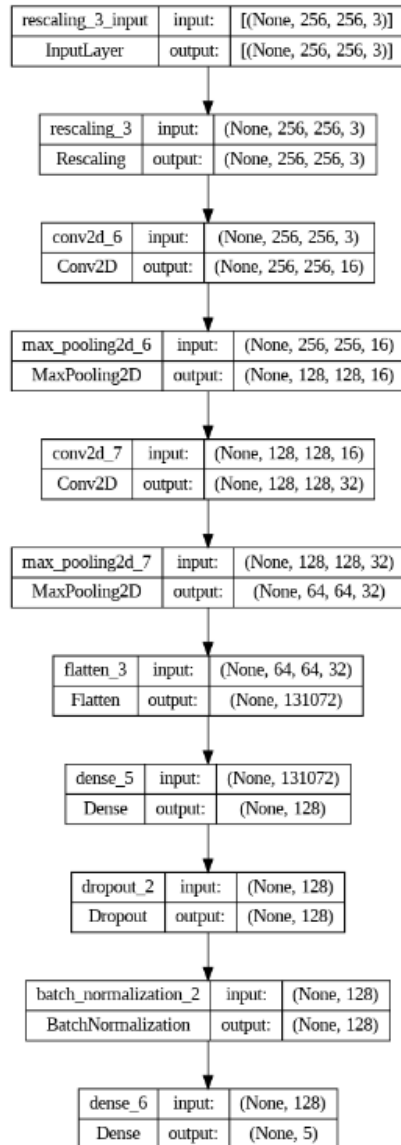 rescaling_3_input input: [(None, 256, 256, 3)]
InputLayer output: [(None, 256, 256, 3)]
rescaling_3 input: (None, 256, 256, 3)
Rescaling output: (None, 256, 256, 3)
conv2d_6 input: (None, 256, 256, 3)
Conv2D output: (None, 256, 256, 16)
max_pooling2d_6 input: (None, 256, 256, 16)
MaxPooling2D output: (None, 128, 128, 16)
conv2d_7 input: (None, 128, 128, 16)
Conv2D output: (None, 128, 128, 32)
max_pooling2d_7 input: (None, 128, 128, 32)
MaxPooling2D output: (None, 64, 64, 32)
flatten_3 input: (None, 64, 64, 32)
Flatten output: (None, 131072)
dense_5 input: (None, 131072)
Dense output: (None, 128)
dropout_2 input: (None, 128)
Dropout output: (None, 128)
batch_normalization_2 input: (None, 128)
BatchNormalization output: (None, 128)
dense_6 input: (None, 128)
Dense output: (None, 5)